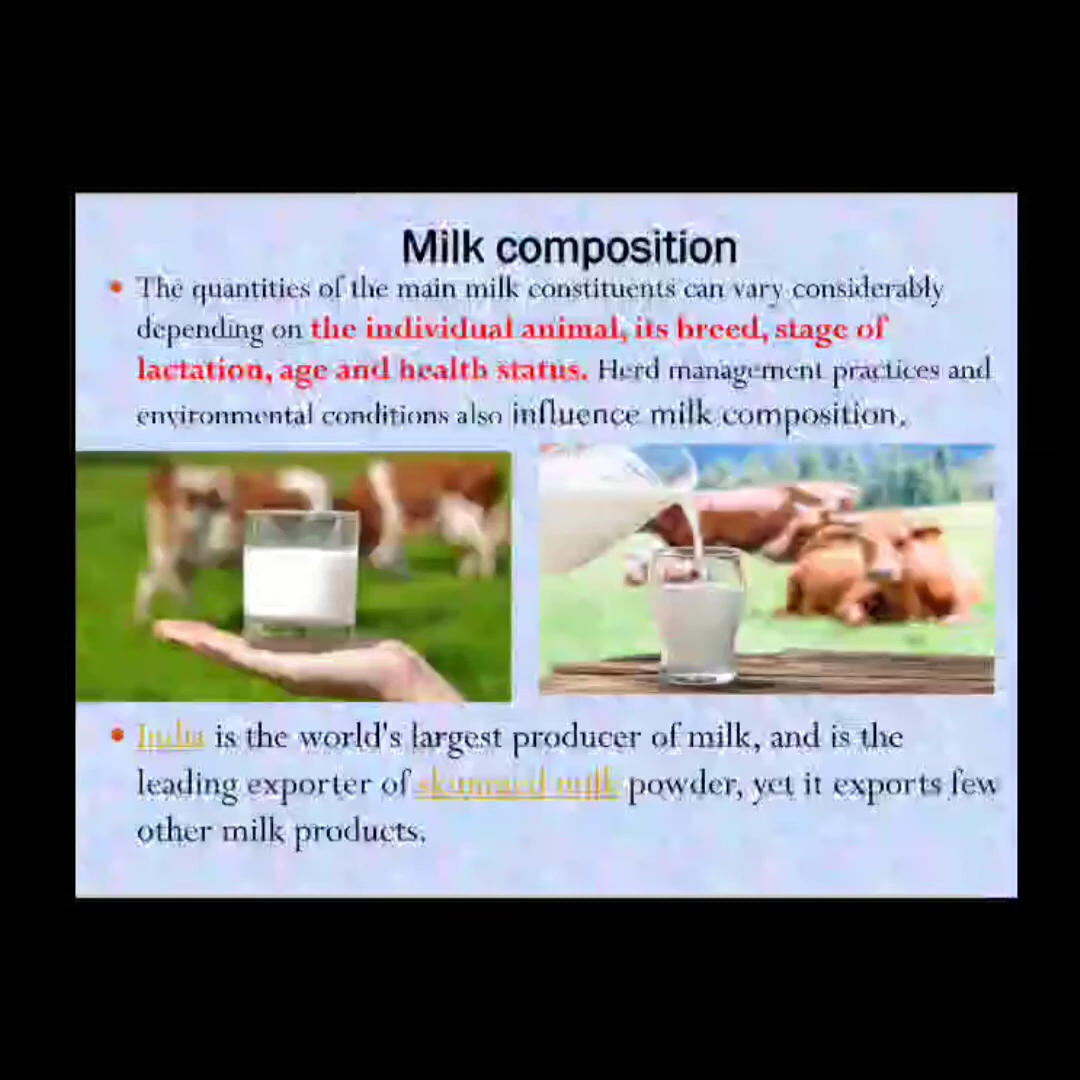 Milk composition
• The quantities of the main milk constituents can vary considerably
depending on the individual animal, its breed, stage of
lactation, age and health status. Herd management practices and
environmental conditions also influence milk composition.
• India is the world's largest producer of milk, and is the
leading exporter of skimmed milk powder, yet it exports few
other milk products.